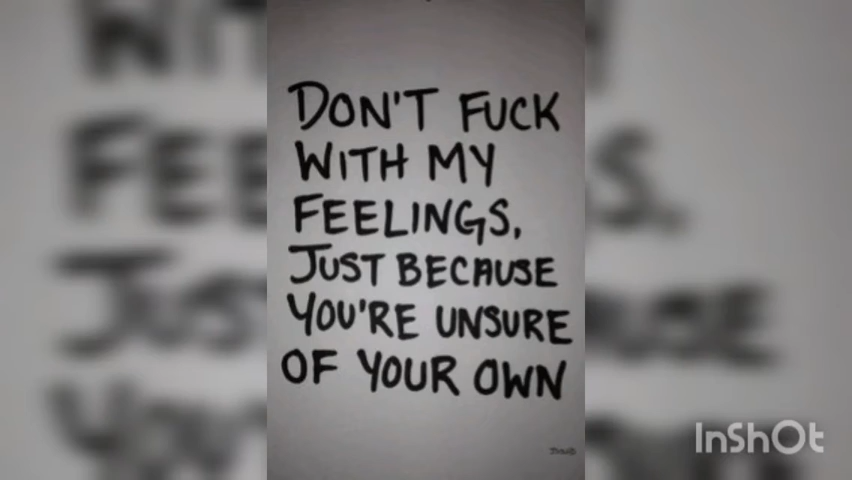 DON'T FUCK
WITH MY
FEELINGS,
JUST BECAUSE
YOU'RE UNSURE
OF YOUR OWN
InShOt